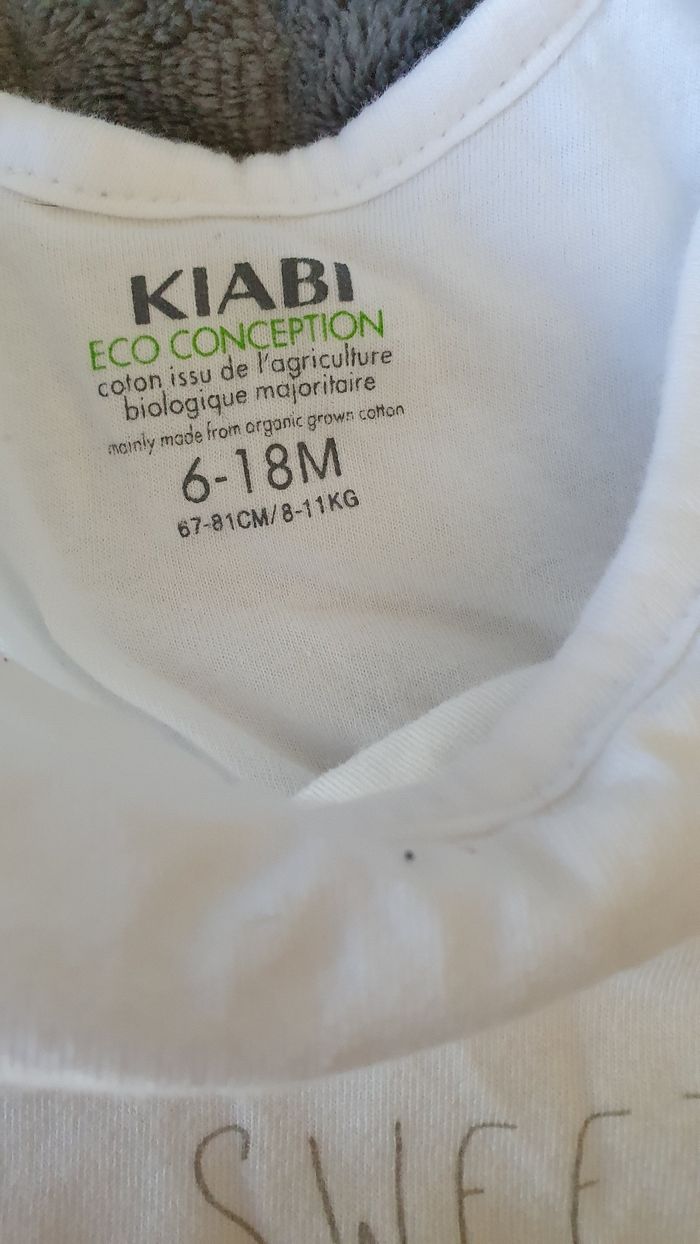 KIABI
ECO CONCEPTION
coton issu de l'agriculture
biologique majoritaire
mainly made from organic grown cotton
6-18M
67-81CM/8-11KG
SWEET